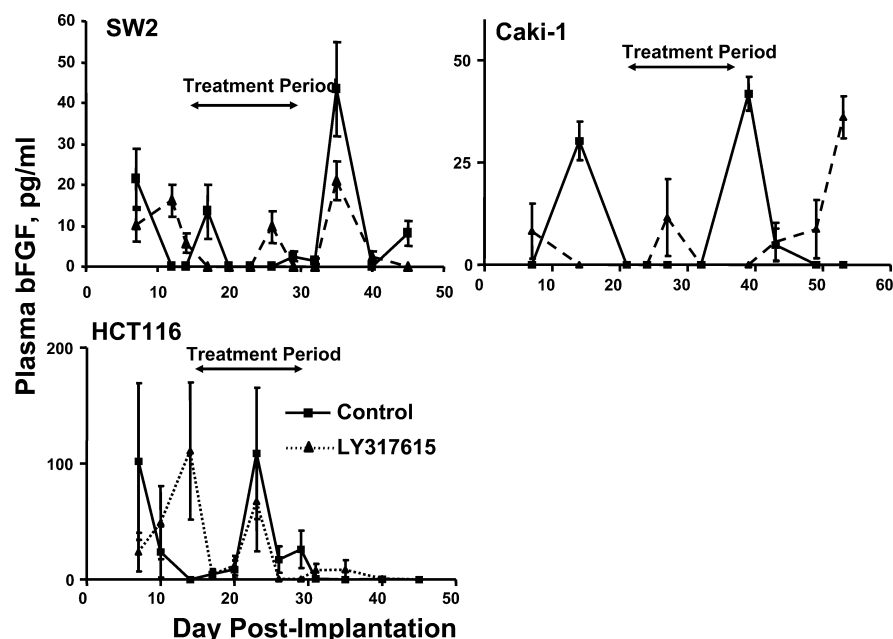 SW2
Treatment Period
60
50
40
30
20
10
0
0 10 20 30 40 50
Caki-1
Treatment Period
50
25
0
0 10 20 30 40 50 60
Plasma bFGF, pg/ml
HCT116
Treatment Period
200
100
0
0 10 20 30 40 50
Control
LY317615
Day Post-Implantation